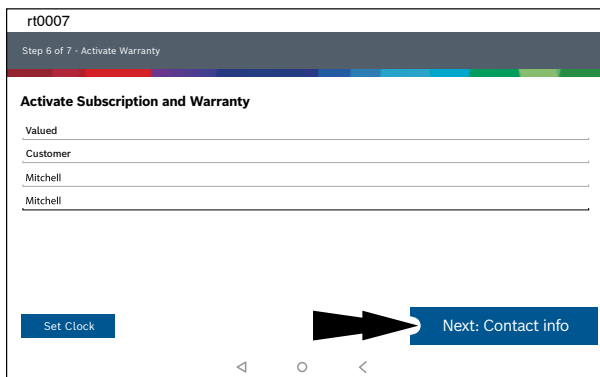 rt0007
Step 6 of 7 - Activate Warranty
Activate Subscription and Warranty
Valued
Customer
Mitchell
Mitchell
Set Clock
Next: Contact info